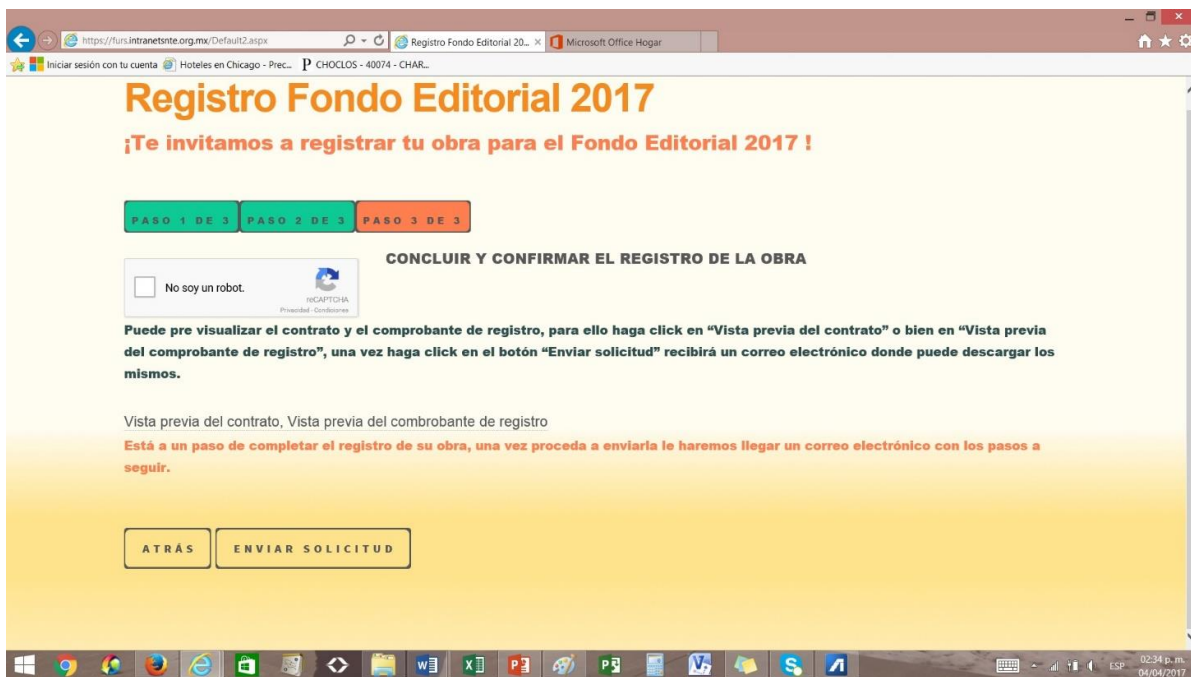 https://furs.intranetsnte.org.mx/Default2.aspx
Registro Fondo Editorial 20...
Microsoft Office Hogar
Iniciar sesión con tu cuenta
Hoteles en Chicago - Prec...
CHOCLOS - 40074 - CHAR...
Registro Fondo Editorial 2017
¡Te invitamos a registrar tu obra para el Fondo Editorial 2017 !
PASO 1 DE 3
PASO 2 DE 3
PASO 3 DE 3
CONCLUIR Y CONFIRMAR EL REGISTRO DE LA OBRA
No soy un robot.
reCAPTCHA
Privacidad - Condiciones
Puede pre visualizar el contrato y el comprobante de registro, para ello haga click en “Vista previa del contrato” o bien en “Vista previa
del comprobante de registro”, una vez haga click en el botón “Enviar solicitud” recibirá un correo electrónico donde puede descargar los
mismos.
Vista previa del contrato, Vista previa del combrobante de registro
Está a un paso de completar el registro de su obra, una vez proceda a enviarla le haremos llegar un correo electrónico con los pasos a
seguir.
ATRÁS
ENVIAR SOLICITUD
ESP
02:34 p. m.
04/04/2017